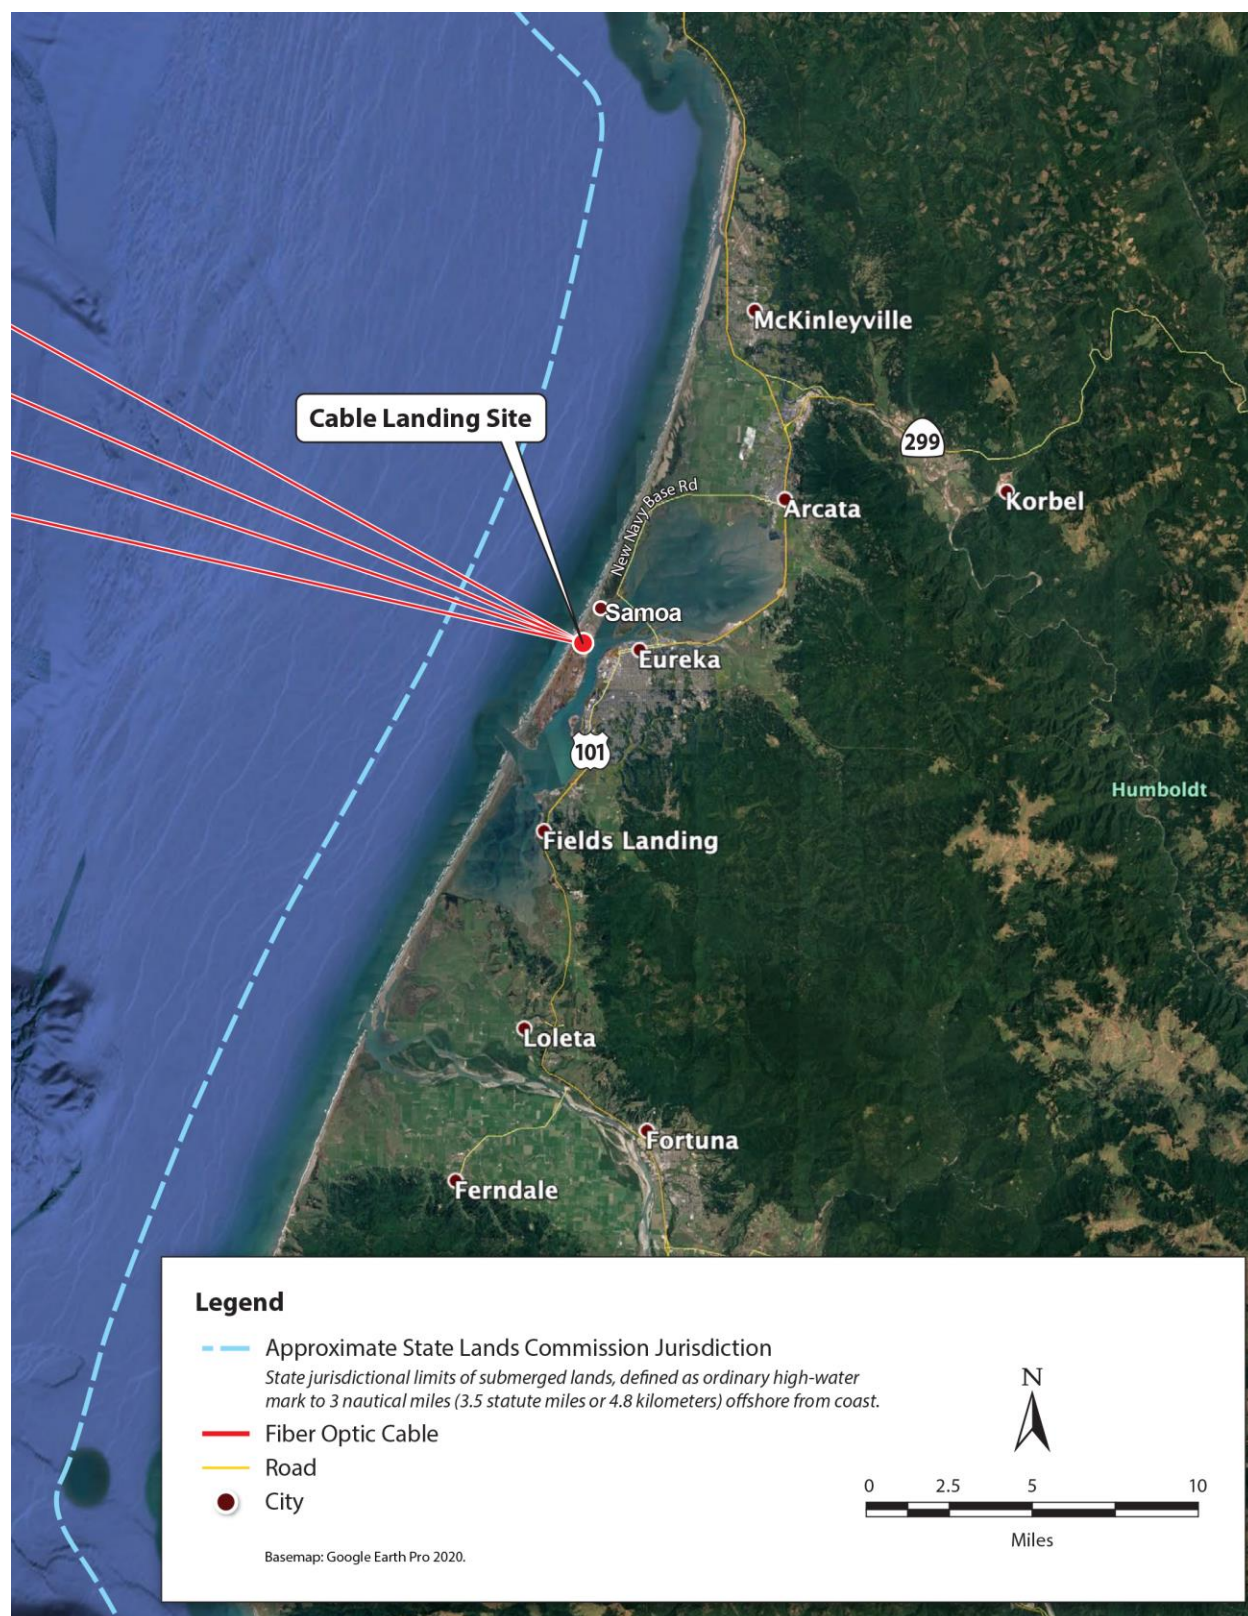 McKinleyville
Cable Landing Site
299
New Navy Base Rd
Arcata
Korbel
Samoa
Eureka
101
Humboldt
Fields Landing
Loleta
Fortuna
Ferndale
Legend
Approximate State Lands Commission Jurisdiction
State jurisdictional limits of submerged lands, defined as ordinary high-water
mark to 3 nautical miles (3.5 statute miles or 4.8 kilometers) offshore from coast.
Fiber Optic Cable
Road
City
Basemap: Google Earth Pro 2020.
N
0 2.5 5 10
Miles